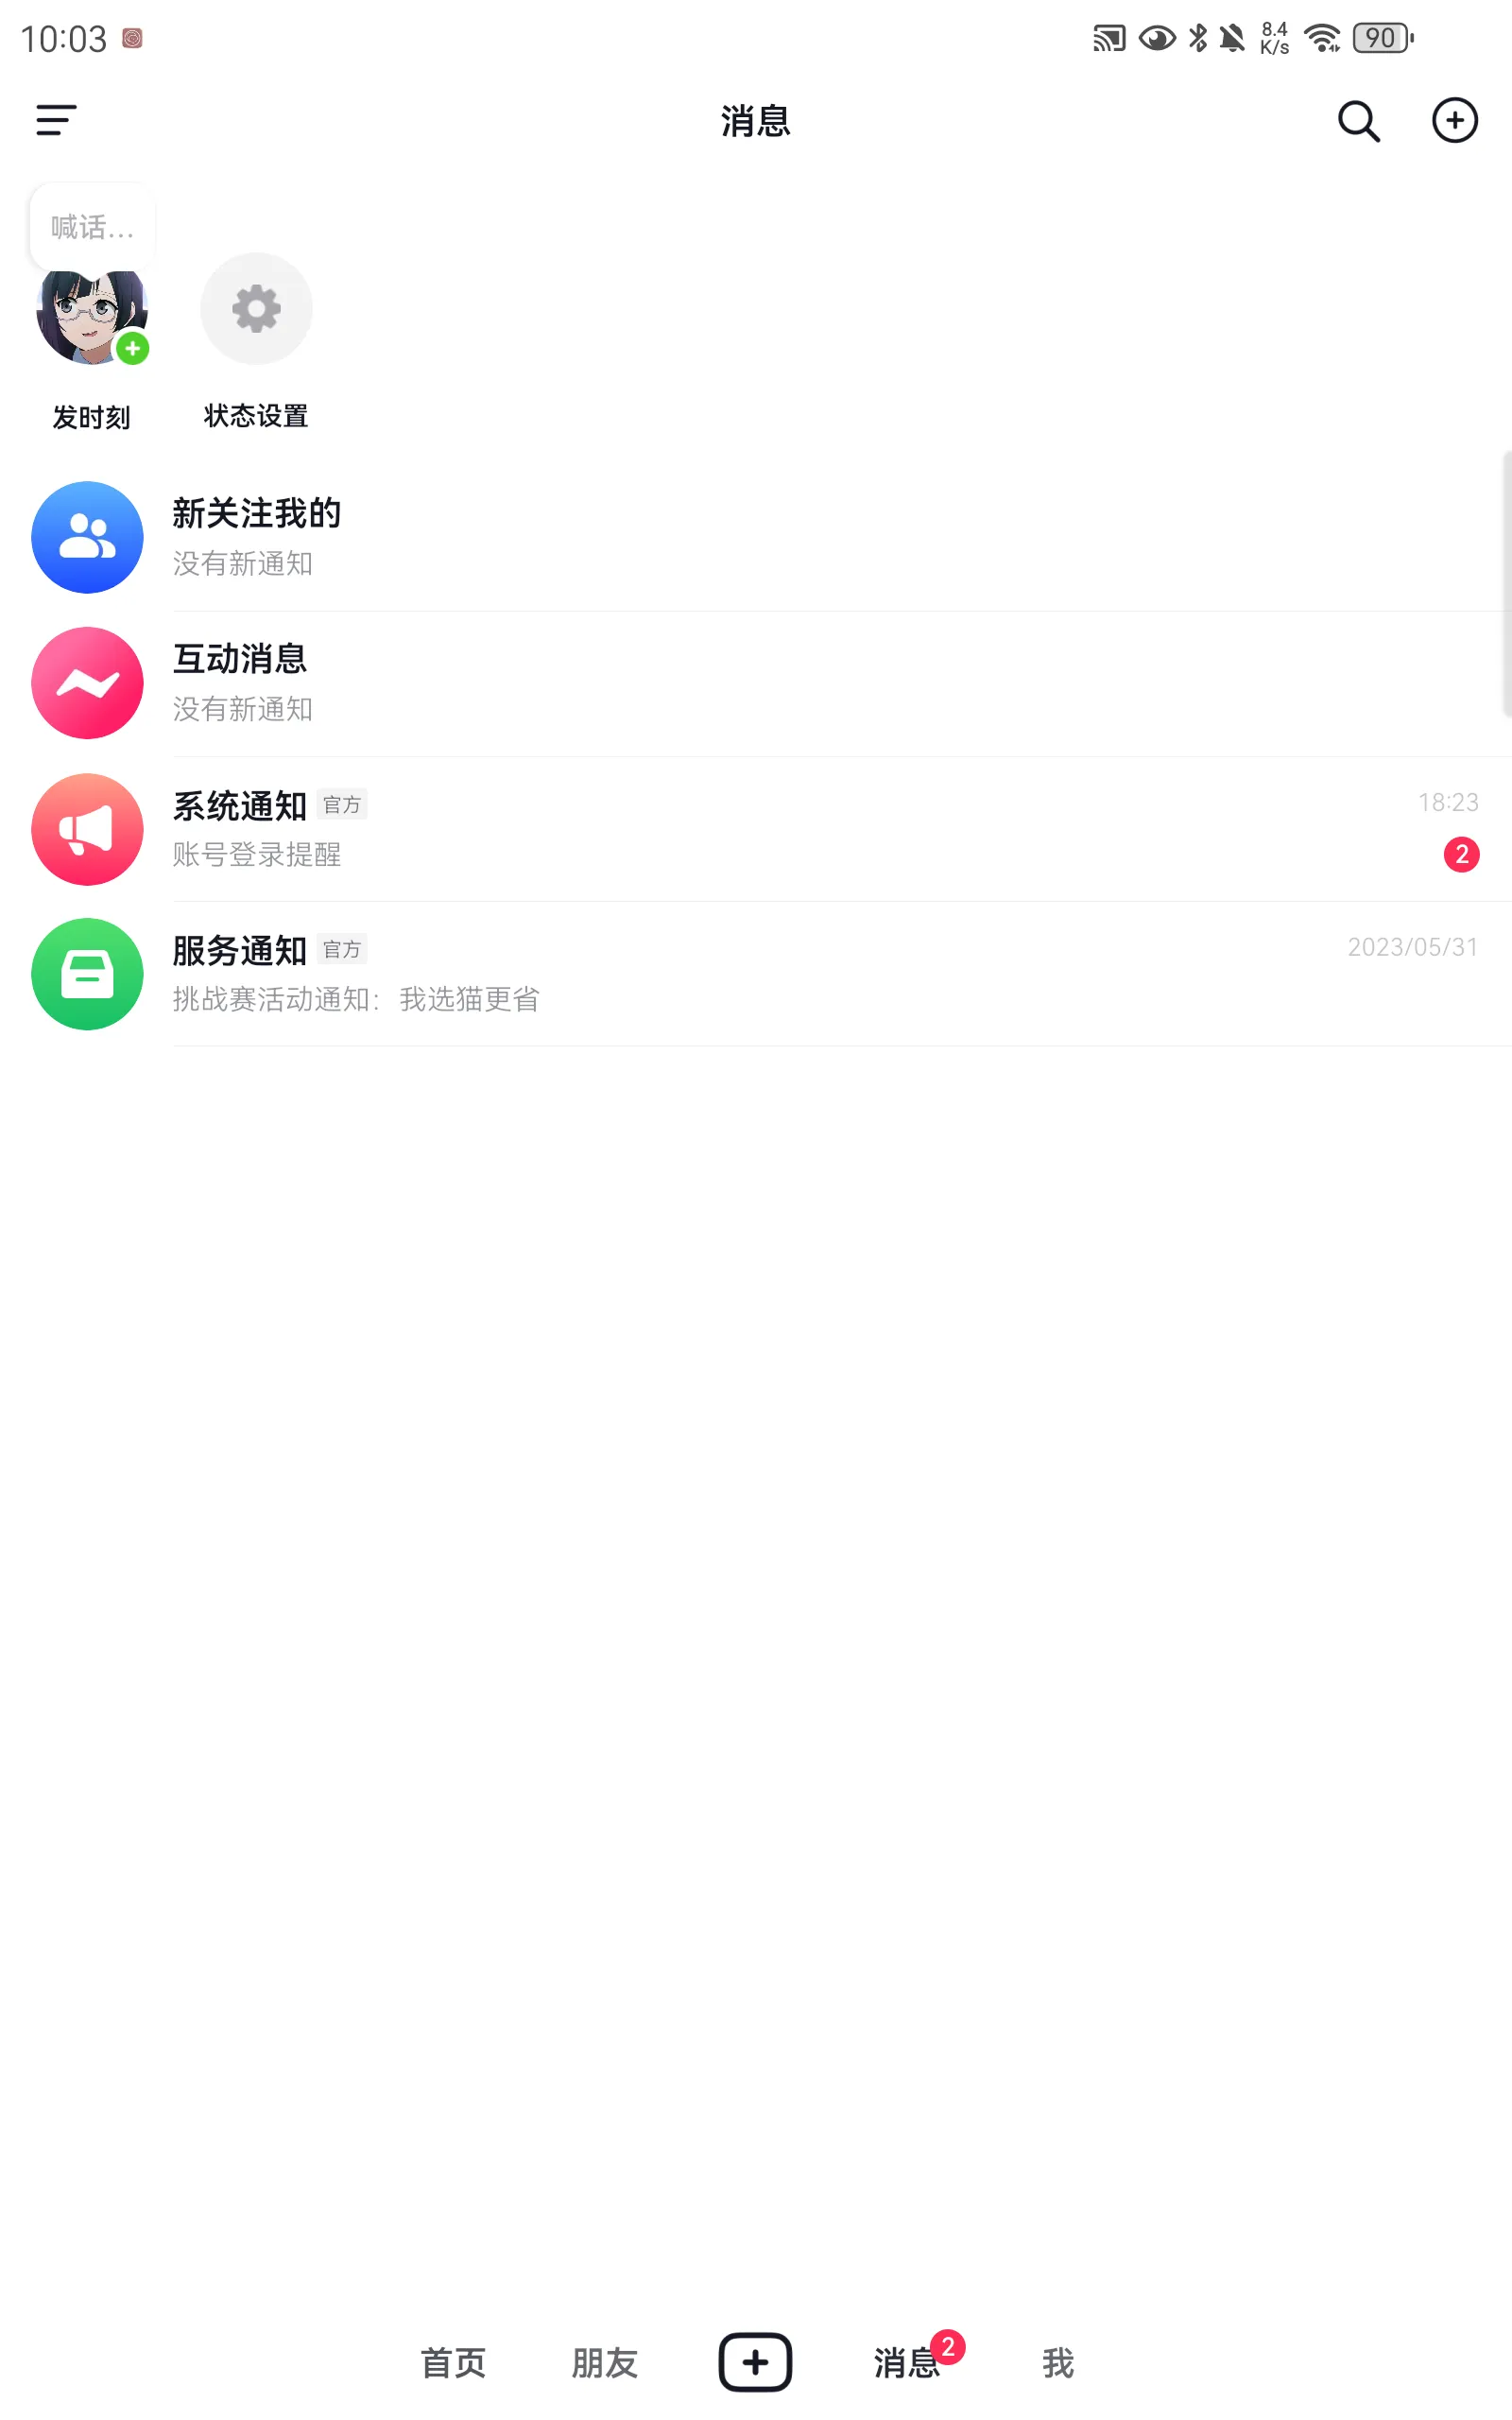 10:03
8.4
K/s
90
消息
喊话...
发时刻
状态设置
新关注我的
没有新通知
互动消息
没有新通知
系统通知 官方
18:23
账号登录提醒
2
服务通知 官方
2023/05/31
挑战赛活动通知：我选猫更省
首页
朋友
消息
2
我